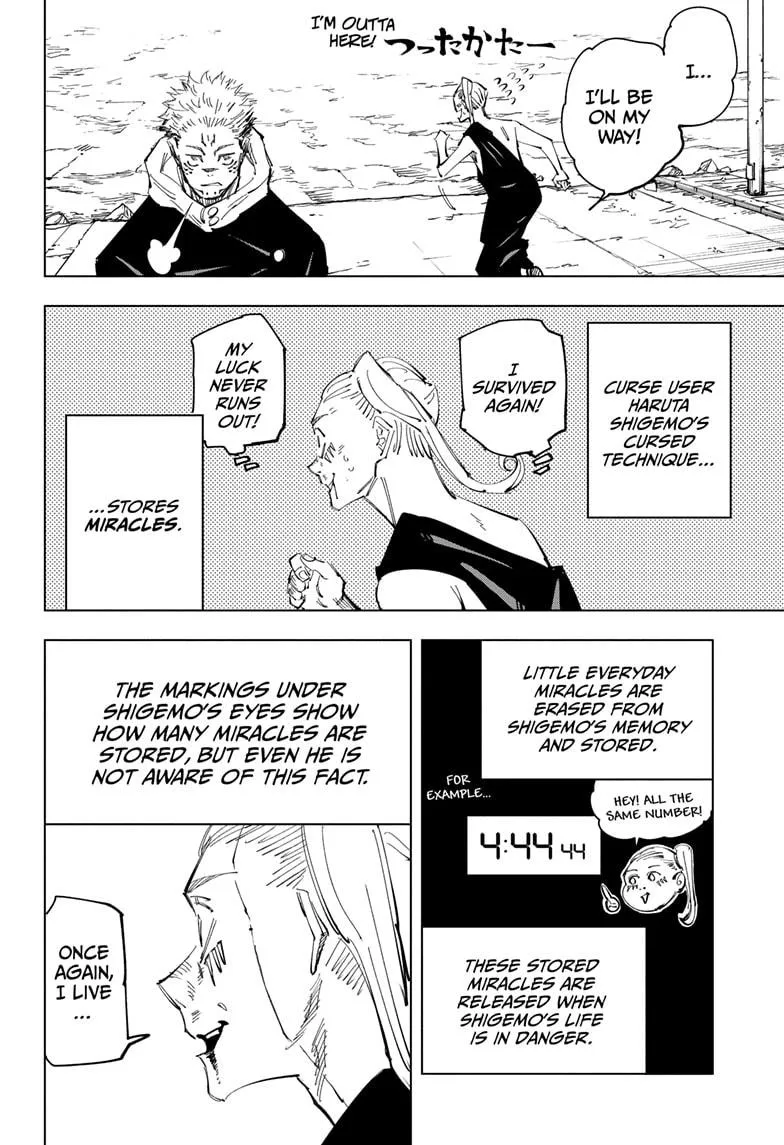 I...
I'LL BE
ON MY
WAY!
I'M OUTTA
HERE!
つったかたー
CURSE USER
HARUTA
SHIGEMO'S
CURSED
TECHNIQUE...
I
SURVIVED
AGAIN!
MY
LUCK
NEVER
RUNS
OUT!
...STORES
MIRACLES.
LITTLE EVERYDAY
MIRACLES ARE
ERASED FROM
SHIGEMO'S MEMORY
AND STORED.
FOR
EXAMPLE...
HEY! ALL THE
SAME NUMBER!
4:44 44
THESE STORED
MIRACLES ARE
RELEASED WHEN
SHIGEMO'S LIFE
IS IN DANGER.
THE MARKINGS UNDER
SHIGEMO'S EYES SHOW
HOW MANY MIRACLES ARE
STORED, BUT EVEN HE IS
NOT AWARE OF THIS FACT.
ONCE
AGAIN,
I LIVE
...